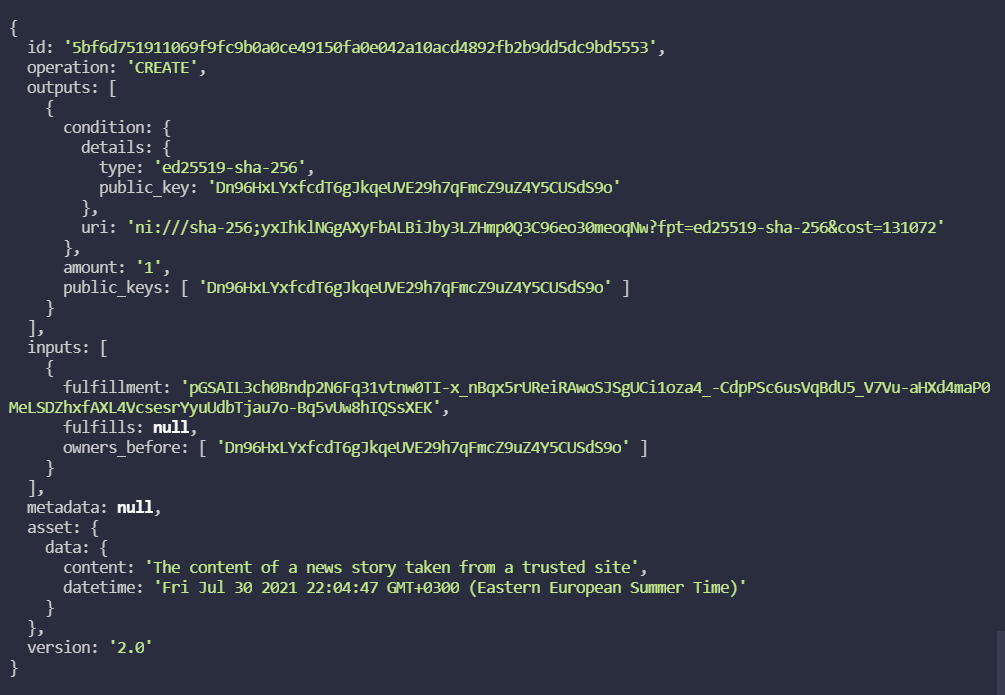 {
  id: '5bf6d751911069f9fc9b0a0ce49150fa0e042a10acd4892fb2b9dd5dc9bd5553',
  operation: 'CREATE',
  outputs: [
    {
      condition: {
        details: {
          type: 'ed25519-sha-256',
          public_key: 'Dn96HxLYxfcdT6gJkqeUVE29h7qFmcZ9uZ4Y5CUSdS9o'
        },
        uri: 'ni:///sha-256;yxIhklNGgAXyFbALBiJby3LZHmp0Q3C96eo30meoqNw?fpt=ed25519-sha-256&cost=131072'
      },
      amount: '1',
      public_keys: [ 'Dn96HxLYxfcdT6gJkqeUVE29h7qFmcZ9uZ4Y5CUSdS9o' ]
    }
  ],
  inputs: [
    {
      fulfillment: 'pGSAIL3ch0Bndp2N6Fq31vtnw0TI-x_nBqx5rUReiRAwoSJSgUCi1oza4_-CdpPSc6usVqBdU5_V7Vu-aHXd4maP0
MeLSDZhxfAXL4VcsesrYyuUdbTjau7o-Bq5vUw8hIQSsXEK',
      fulfills: null,
      owners_before: [ 'Dn96HxLYxfcdT6gJkqeUVE29h7qFmcZ9uZ4Y5CUSdS9o' ]
    }
  ],
  metadata: null,
  asset: {
    data: {
      content: 'The content of a news story taken from a trusted site',
      datetime: 'Fri Jul 30 2021 22:04:47 GMT+0300 (Eastern European Summer Time)'
    }
  },
  version: '2.0'
}